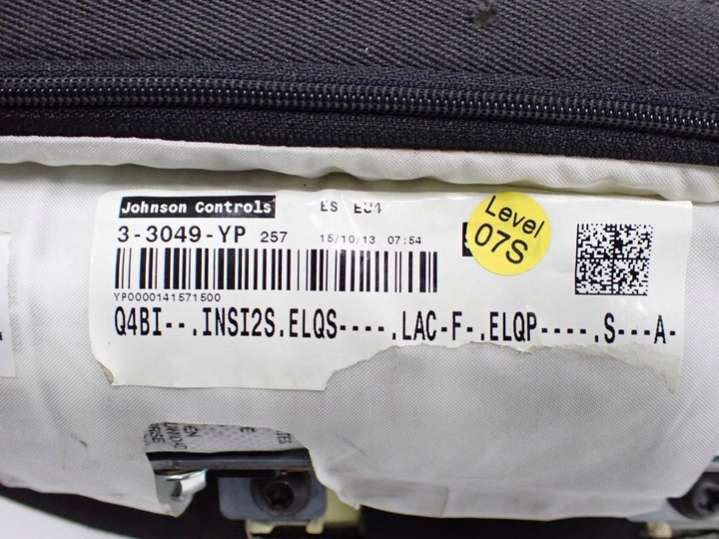 Johnson Controls ES EU4
3-3049-YP 257 15/10/13 07:54
Level
07S
YP0000141571500
Q4BI--.INSI2S.ELQS----.LAC-F-.ELQP----.S---A-